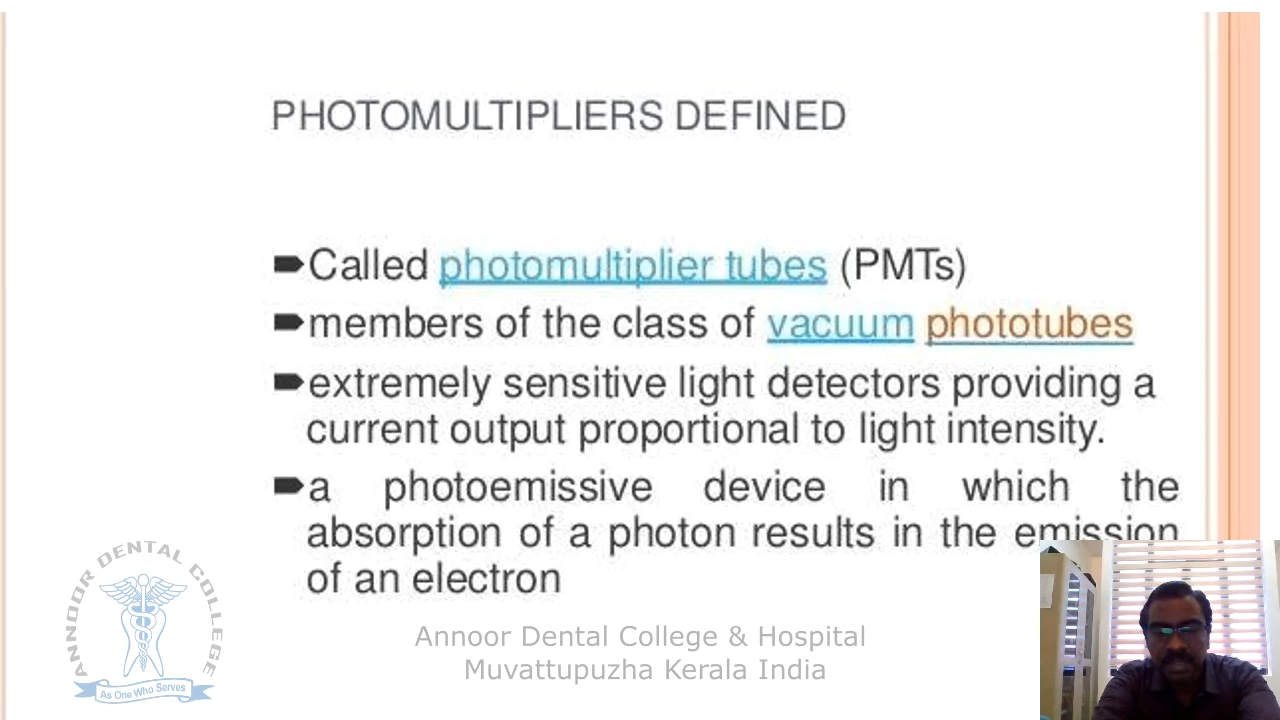 PHOTOMULTIPLIERS DEFINED
Called photomultiplier tubes (PMTs)
members of the class of vacuum phototubes
extremely sensitive light detectors providing a
current output proportional to light intensity.
a photoemissive device in which the
absorption of a photon results in the emission
of an electron
ANNOOR DENTAL COLLEGE
As One Who Serves
Annoor Dental College & Hospital
Muvattupuzha Kerala India